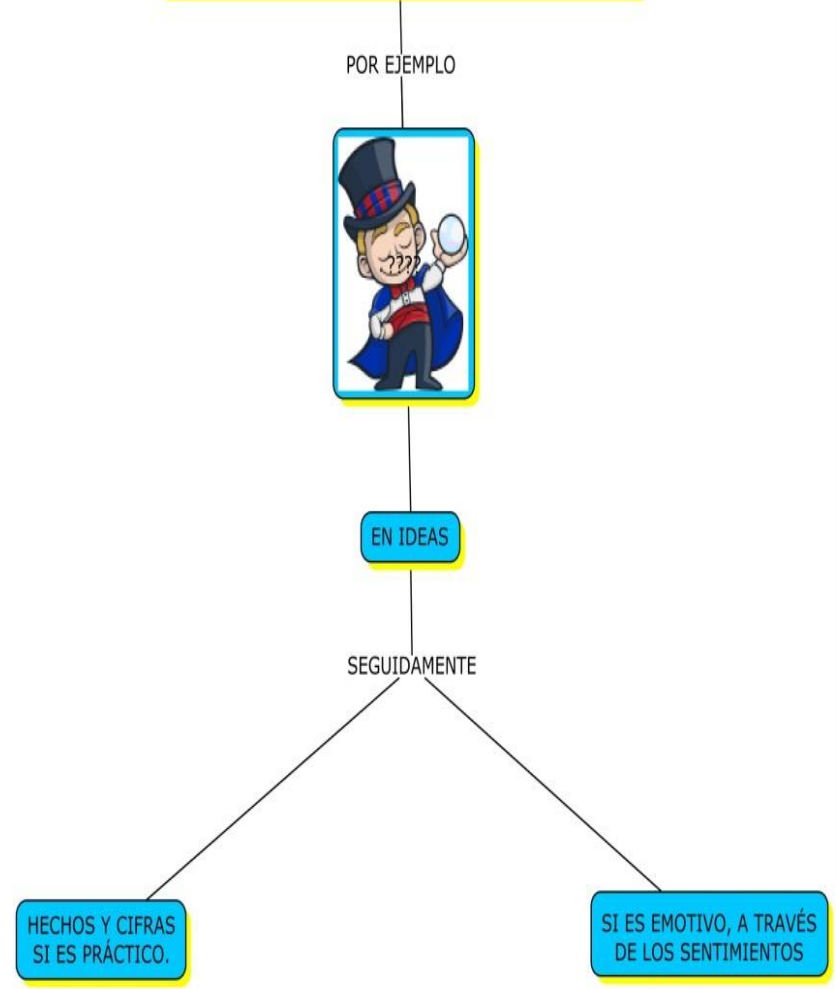 POR EJEMPLO
????
EN IDEAS
SEGUIDAMENTE
HECHOS Y CIFRAS
SI ES PRÁCTICO.
SI ES EMOTIVO, A TRAVÉS
DE LOS SENTIMIENTOS